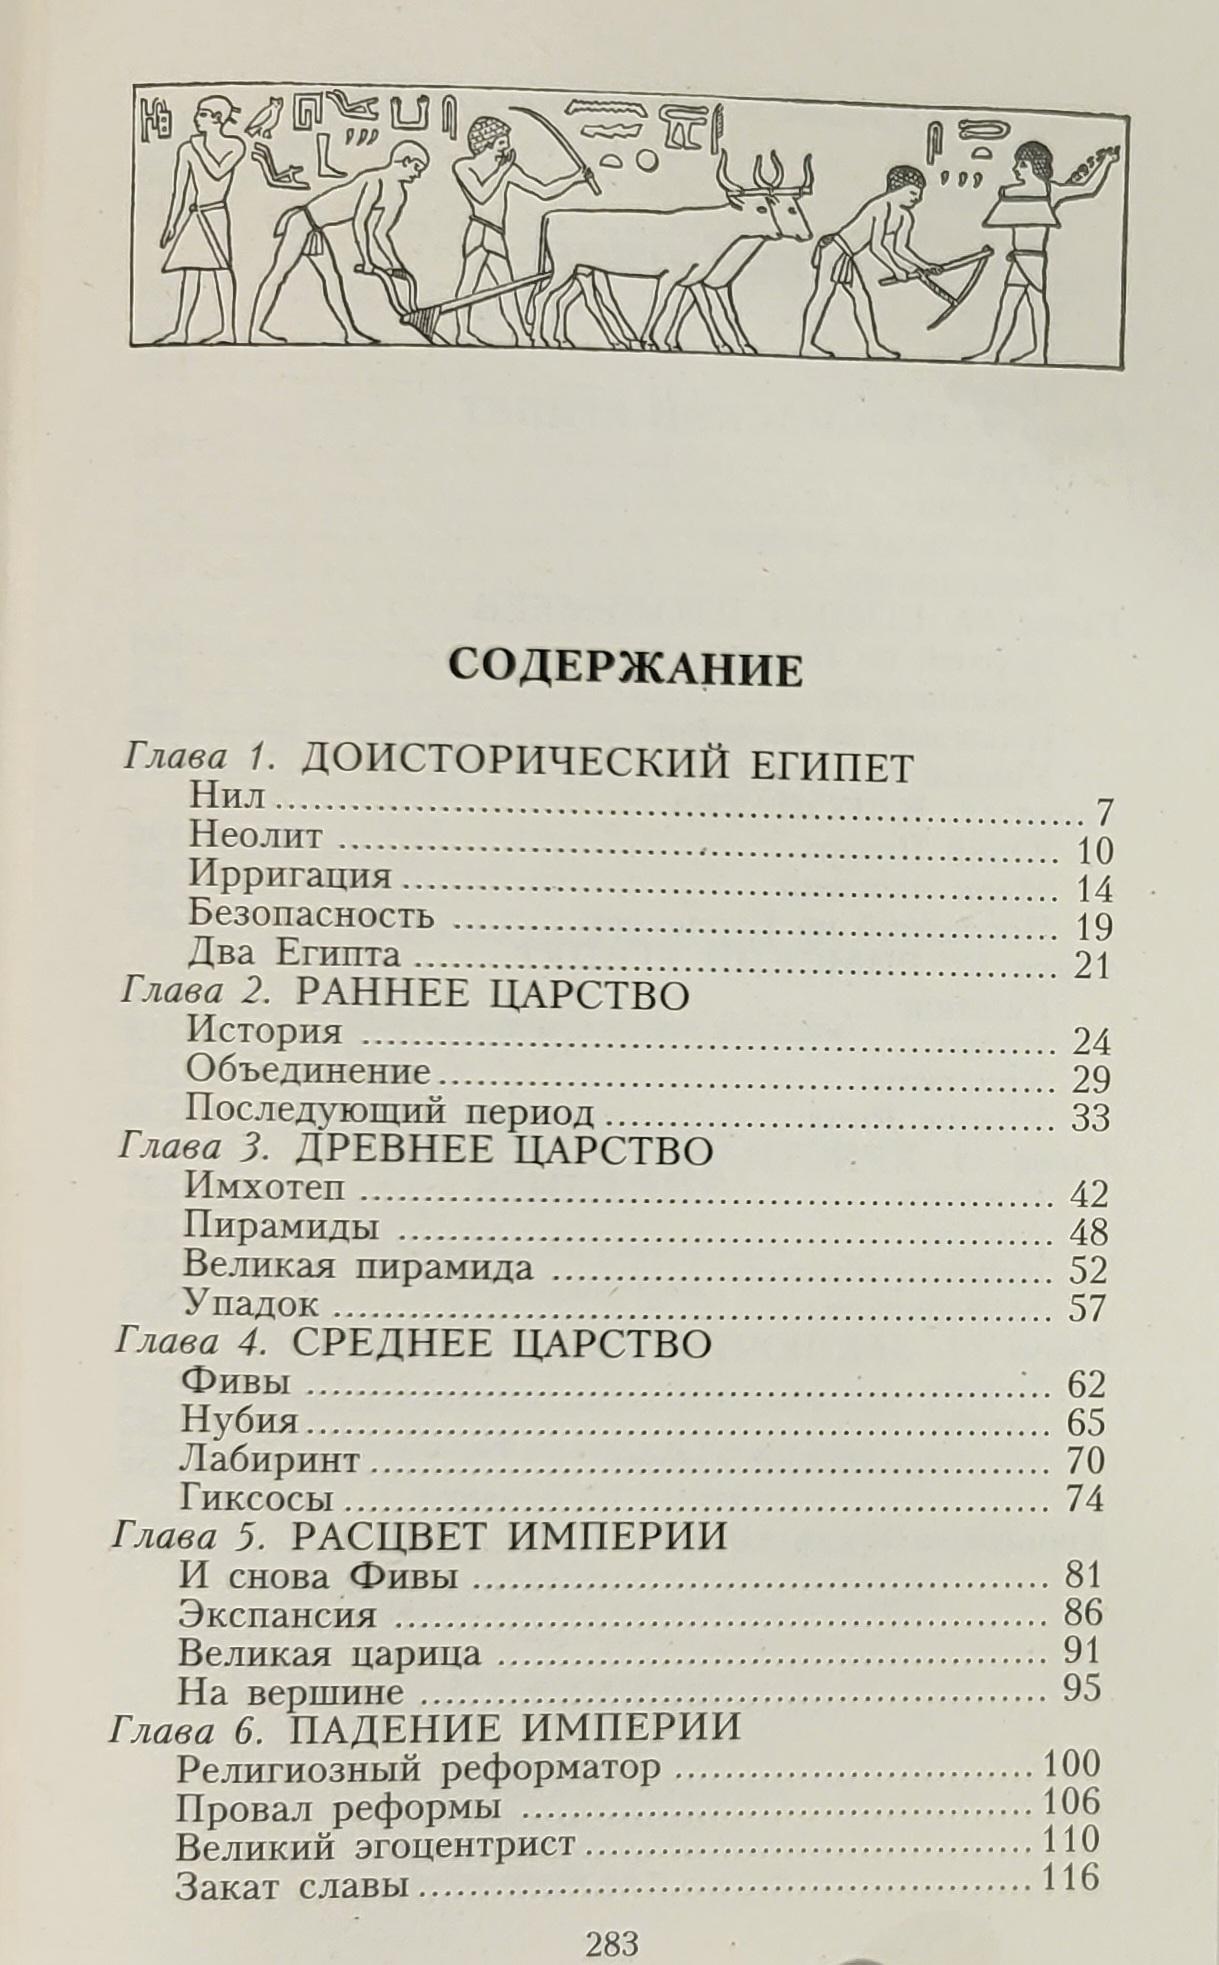 СОДЕРЖАНИЕ
Глава 1. ДОИСТОРИЧЕСКИЙ ЕГИПЕТ
Нил 7
Неолит 10
Ирригация 14
Безопасность 19
Два Египта 21
Глава 2. РАННЕЕ ЦАРСТВО
История 24
Объединение 29
Последующий период 33
Глава 3. ДРЕВНЕЕ ЦАРСТВО
Имхотеп 42
Пирамиды 48
Великая пирамида 52
Упадок 57
Глава 4. СРЕДНЕЕ ЦАРСТВО
Фивы 62
Нубия 65
Лабиринт 70
Гиксосы 74
Глава 5. РАСЦВЕТ ИМПЕРИИ
И снова Фивы 81
Экспансия 86
Великая царица 91
На вершине 95
Глава 6. ПАДЕНИЕ ИМПЕРИИ
Религиозный реформатор 100
Провал реформы 106
Великий эгоцентрист 110
Закат славы 116
283